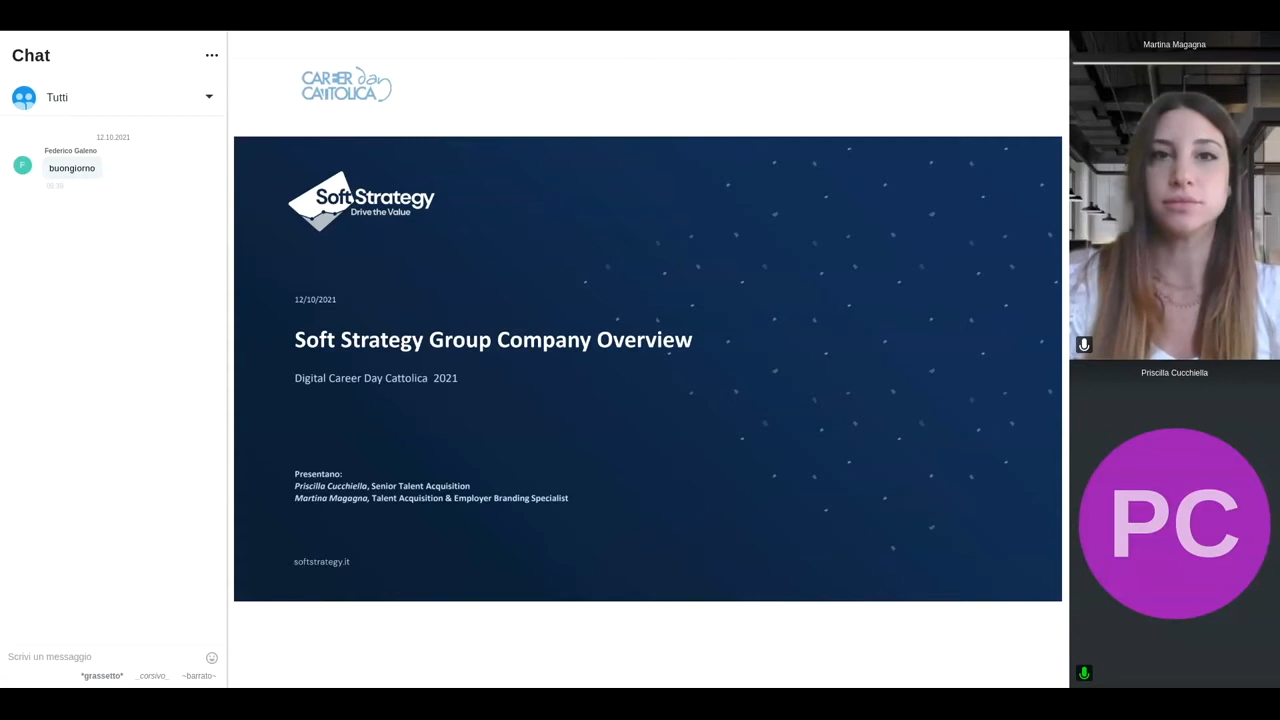 Chat
Tutti
12.10.2021
Federico Galeno
F
buongiorno
09:39
Scrivi un messaggio
*grassetto* _corsivo_ ~barrato~
CAREER day
CATTOLICA
Soft Strategy
Drive the Value
12/10/2021
Soft Strategy Group Company Overview
Digital Career Day Cattolica 2021
Presentano:
Priscilla Cucchiella, Senior Talent Acquisition
Martina Magagna, Talent Acquisition & Employer Branding Specialist
softstrategy.it
Martina Magagna
Priscilla Cucchiella
PC